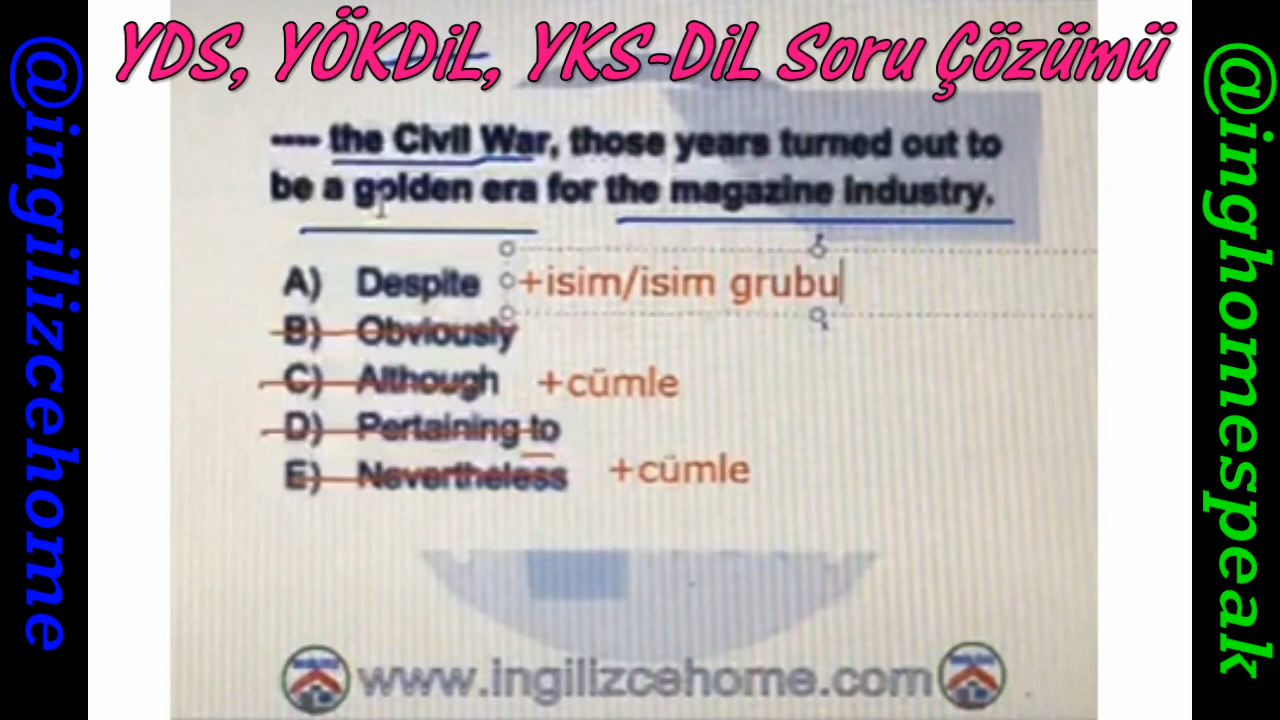 YDS, YÖKDiL, YKS-DiL Soru Çözümü
@ingilizcehome
---- the Civil War, those years turned out to
be a golden era for the magazine industry.
A) Despite +isim/isim grubu
B) Obviously
C) Although +cümle
D) Pertaining to
E) Nevertheless +cümle
www.ingilizcehome.com
@inghomespeak